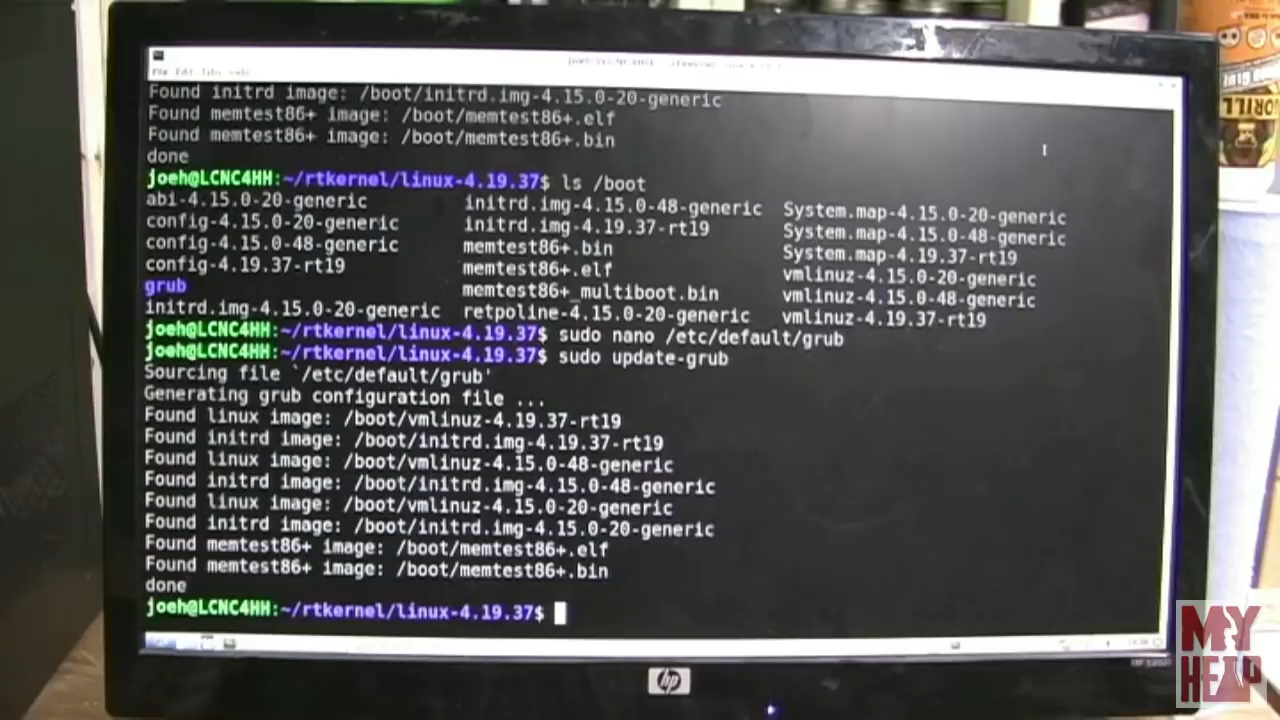 File Edit Tabs Help
Found initrd image: /boot/initrd.img-4.15.0-20-generic
Found memtest86+ image: /boot/memtest86+.elf
Found memtest86+ image: /boot/memtest86+.bin
done
joeh@LCNC4HH:~/rtkernel/linux-4.19.37$ ls /boot
abi-4.15.0-20-generic initrd.img-4.15.0-48-generic System.map-4.15.0-20-generic
config-4.15.0-20-generic initrd.img-4.19.37-rt19 System.map-4.15.0-48-generic
config-4.15.0-48-generic memtest86+.bin System.map-4.19.37-rt19
config-4.19.37-rt19 memtest86+.elf vmlinuz-4.15.0-20-generic
grub memtest86+_multiboot.bin vmlinuz-4.15.0-48-generic
initrd.img-4.15.0-20-generic retpoline-4.15.0-20-generic vmlinuz-4.19.37-rt19
joeh@LCNC4HH:~/rtkernel/linux-4.19.37$ sudo nano /etc/default/grub
joeh@LCNC4HH:~/rtkernel/linux-4.19.37$ sudo update-grub
Sourcing file `/etc/default/grub'
Generating grub configuration file ...
Found linux image: /boot/vmlinuz-4.19.37-rt19
Found initrd image: /boot/initrd.img-4.19.37-rt19
Found linux image: /boot/vmlinuz-4.15.0-48-generic
Found initrd image: /boot/initrd.img-4.15.0-48-generic
Found linux image: /boot/vmlinuz-4.15.0-20-generic
Found initrd image: /boot/initrd.img-4.15.0-20-generic
Found memtest86+ image: /boot/memtest86+.elf
Found memtest86+ image: /boot/memtest86+.bin
done
joeh@LCNC4HH:~/rtkernel/linux-4.19.37$
hp
MY
HEAP